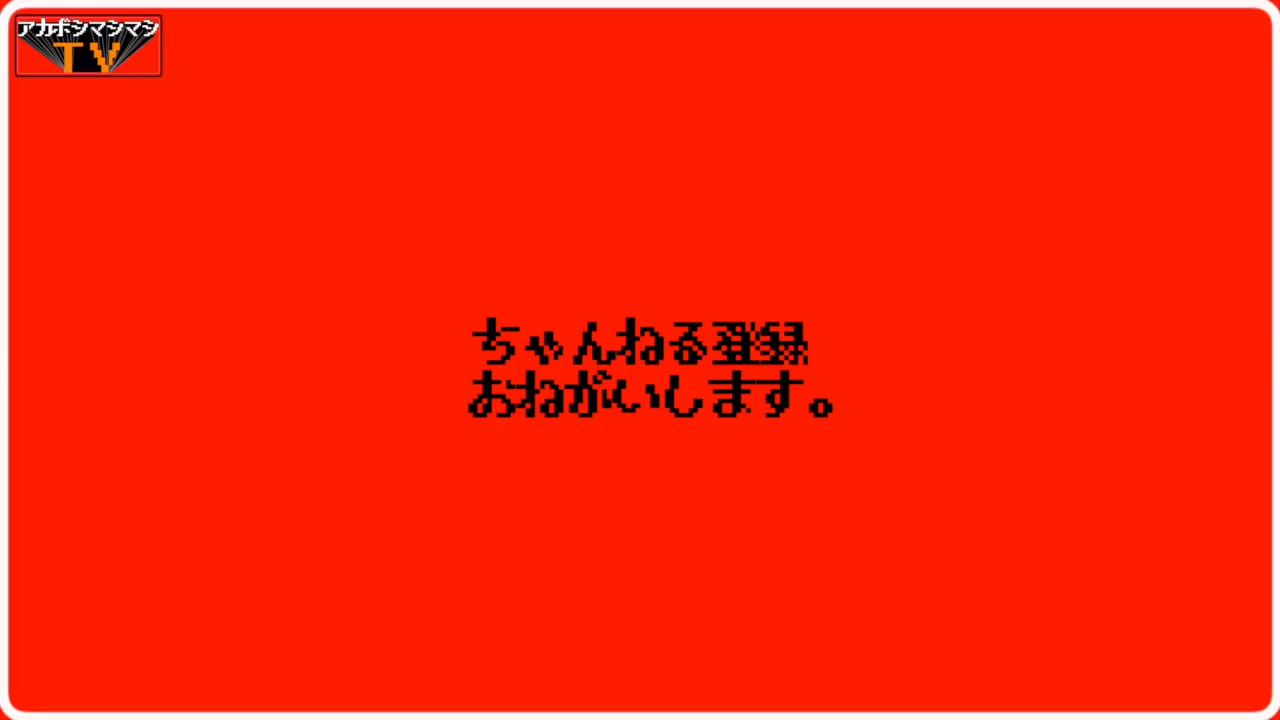 アカボシマシマシ
TV
ちゃんねる登録
おねがいします。